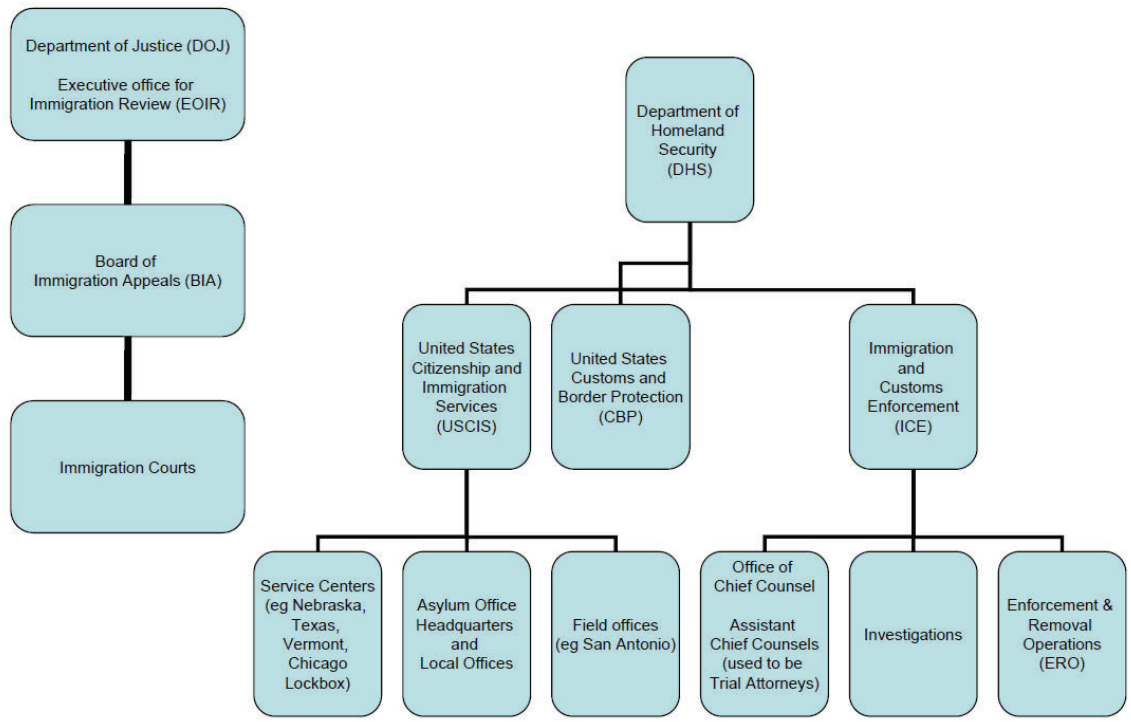 Department of Justice (DOJ)
Executive office for
Immigration Review (EOIR)
Board of
Immigration Appeals (BIA)
Immigration Courts
Department of
Homeland
Security
(DHS)
United States
Citizenship and
Immigration
Services
(USCIS)
United States
Customs and
Border Protection
(CBP)
Immigration
and
Customs
Enforcement
(ICE)
Service Centers
(eg Nebraska,
Texas,
Vermont,
Chicago
Lockbox)
Asylum Office
Headquarters
and
Local Offices
Field offices
(eg San Antonio)
Office of
Chief Counsel
Assistant
Chief Counsels
(used to be
Trial Attorneys)
Investigations
Enforcement &
Removal
Operations
(ERO)